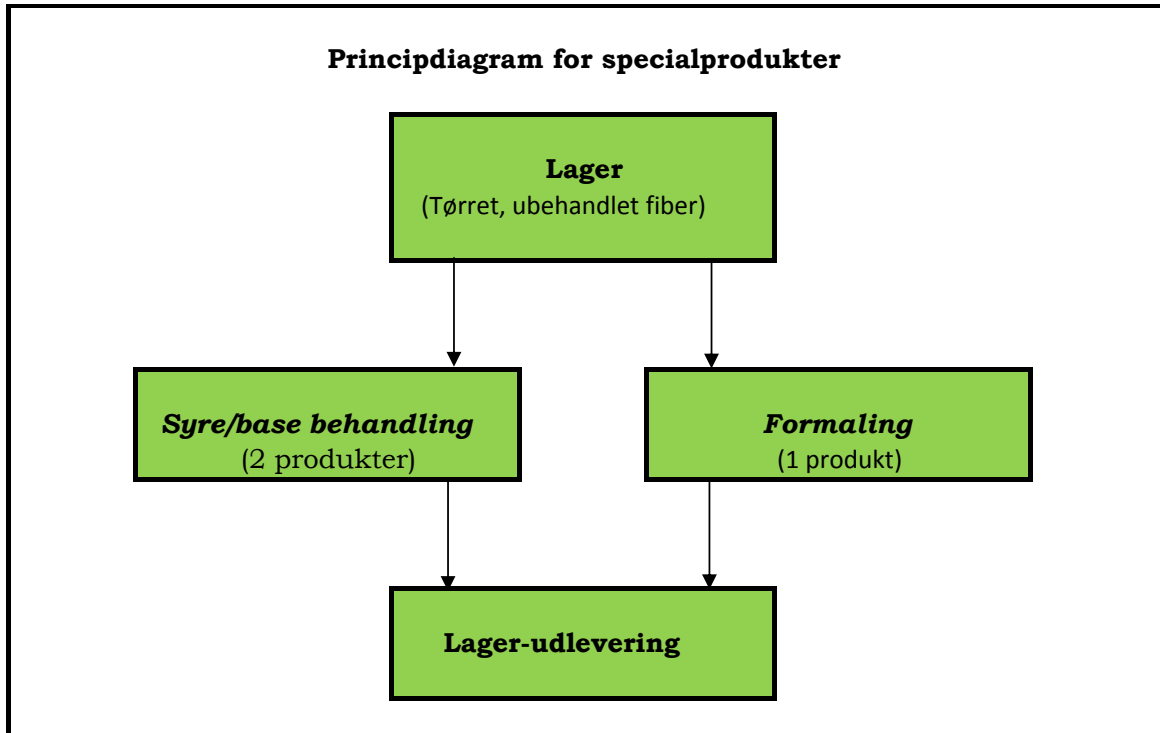 Principdiagram for specialprodukter
Lager
(Tørret, ubehandlet fiber)
Syre/base behandling
(2 produkter)
Formaling
(1 produkt)
Lager-udlevering